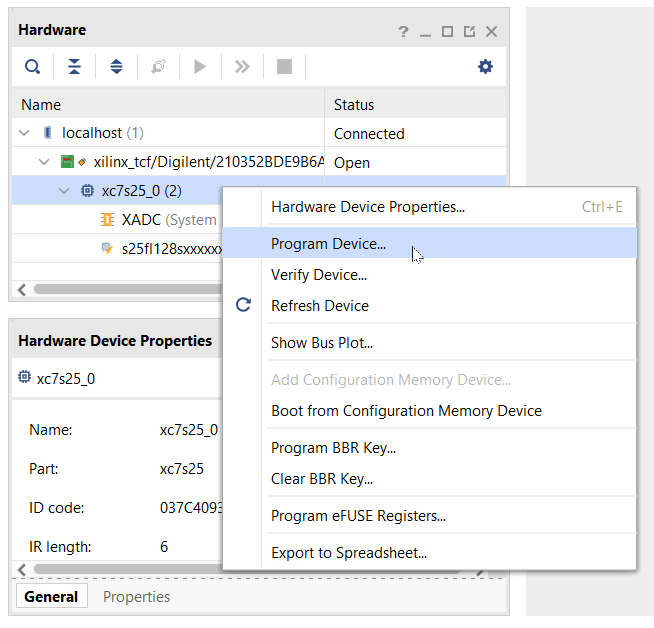 Hardware
?
Name Status
localhost (1) Connected
xilinx_tcf/Digilent/210352BDE9B6A Open
xc7s25_0 (2)
XADC (System
s25fl128sxxxxxx
Hardware Device Properties... Ctrl+E
Program Device...
Verify Device...
Refresh Device
Show Bus Plot...
Add Configuration Memory Device...
Boot from Configuration Memory Device
Program BBR Key...
Clear BBR Key...
Program eFUSE Registers...
Export to Spreadsheet...
Hardware Device Properties
xc7s25_0
Name: xc7s25_0
Part: xc7s25
ID code: 037C4093
IR length: 6
General Properties